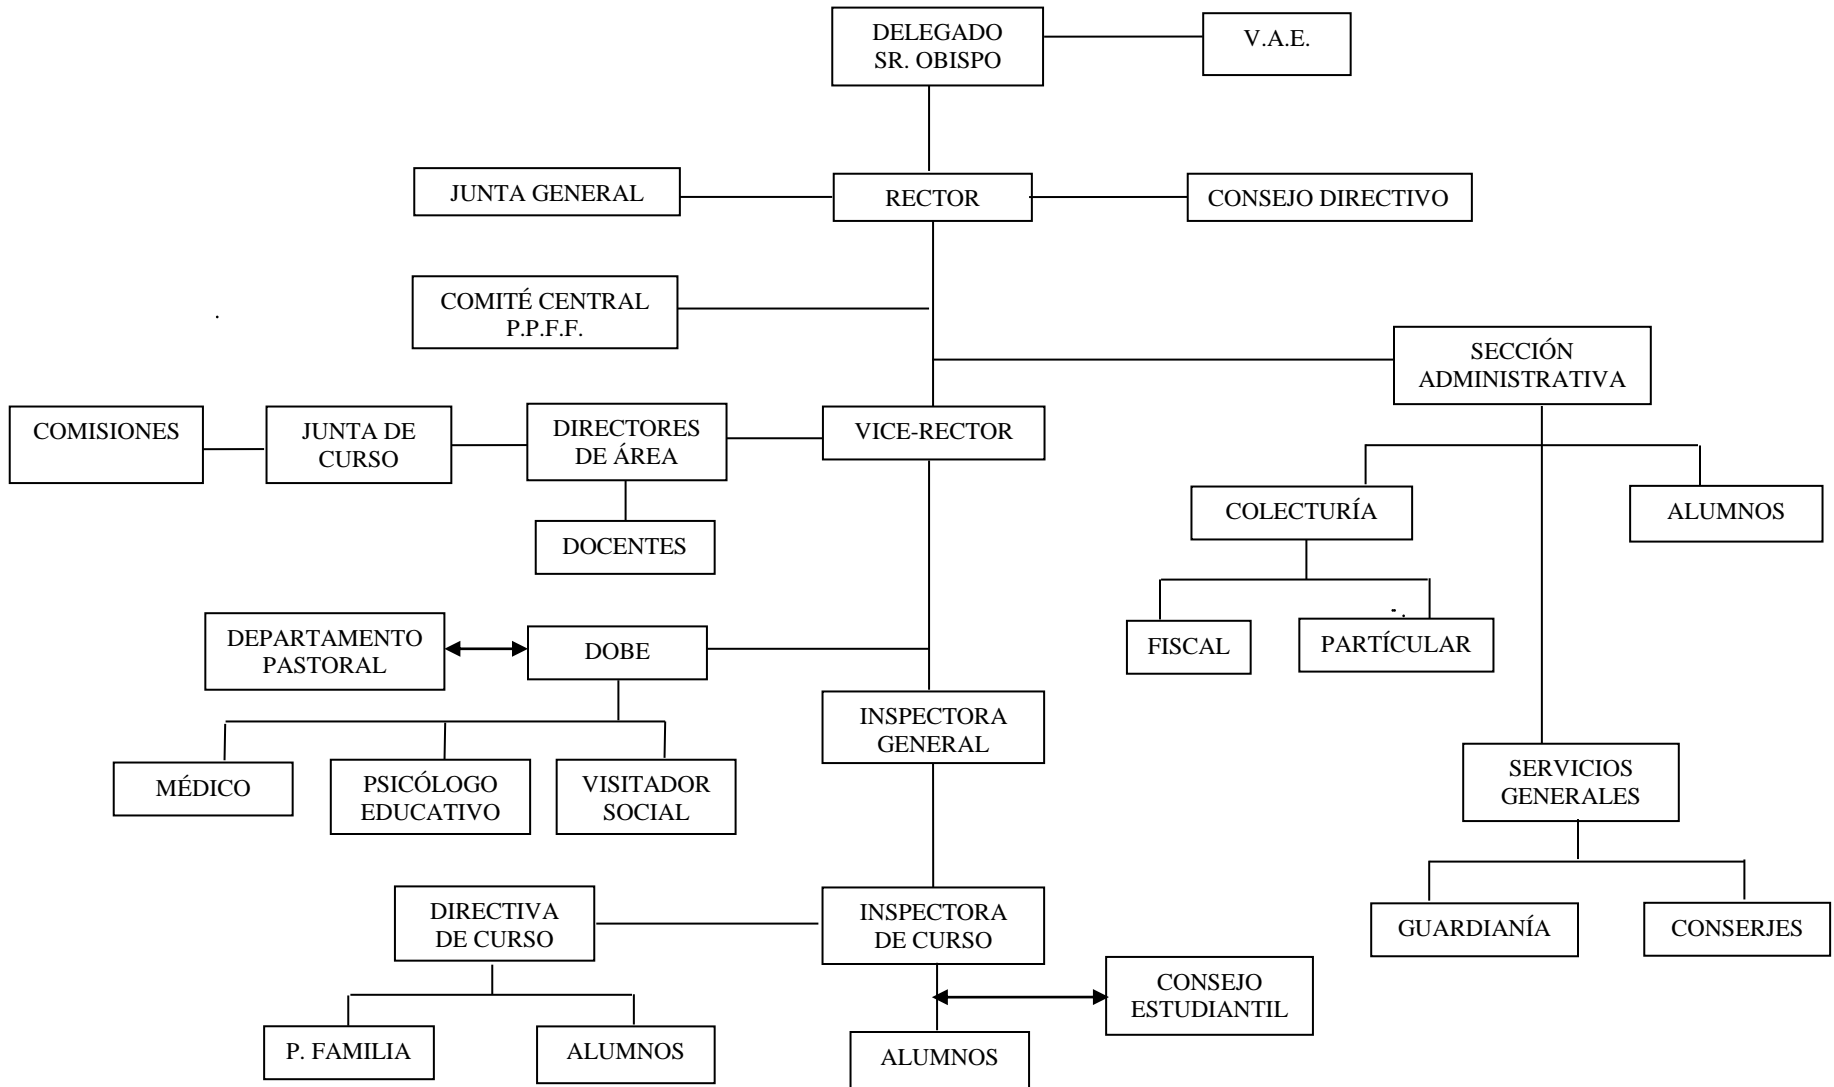 DELEGADO
SR. OBISPO
V.A.E.
JUNTA GENERAL
RECTOR
CONSEJO DIRECTIVO
COMITÉ CENTRAL
P.P.F.F.
SECCIÓN
ADMINISTRATIVA
COMISIONES
JUNTA DE
CURSO
DIRECTORES
DE ÁREA
VICE-RECTOR
DOCENTES
COLECTURÍA
ALUMNOS
FISCAL
PARTÍCULAR
DEPARTAMENTO
PASTORAL
DOBE
MÉDICO
PSICÓLOGO
EDUCATIVO
VISITADOR
SOCIAL
INSPECTORA
GENERAL
SERVICIOS
GENERALES
GUARDIANÍA
CONSERJES
DIRECTIVA
DE CURSO
INSPECTORA
DE CURSO
CONSEJO
ESTUDIANTIL
P. FAMILIA
ALUMNOS
ALUMNOS